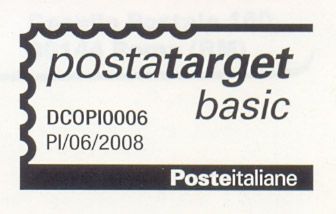 postatarget
basic
DCOPI0006
PI/06/2008
Posteitaliane